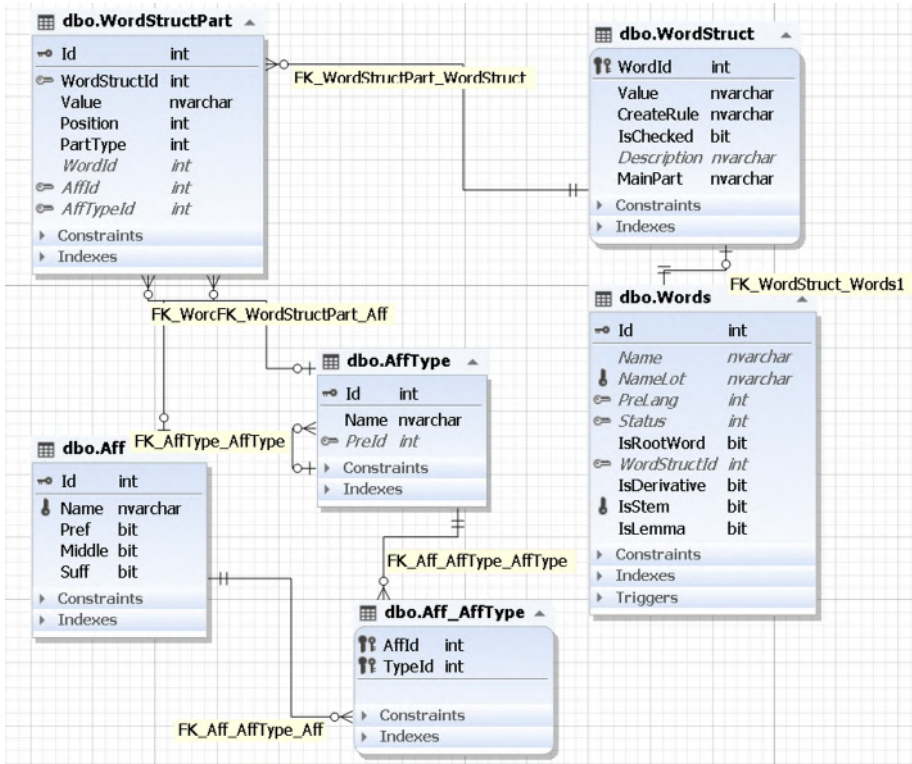 dbo.WordStructPart
Id int
WordStructId int
Value nvarchar
Position int
PartType int
WordId int
AffId int
AffTypeId int
Constraints
Indexes
FK_WordStructPart_WordStruct
dbo.WordStruct
WordId int
Value nvarchar
CreateRule nvarchar
IsChecked bit
Description nvarchar
MainPart nvarchar
Constraints
Indexes
FK_WordStruct_Words1
dbo.Words
Id int
Name nvarchar
NameLot nvarchar
PreLang int
Status int
IsRootWord bit
WordStructId int
IsDerivative bit
IsStem bit
IsLemma bit
Constraints
Indexes
Triggers
FK_WorcFK_WordStructPart_Aff
dbo.AffType
Id int
Name nvarchar
PreId int
Constraints
Indexes
FK_AffType_AffType
dbo.Aff
Id int
Name nvarchar
Pref bit
Middle bit
Suff bit
Constraints
Indexes
FK_Aff_AffType_AffType
dbo.Aff_AffType
AffId int
TypeId int
Constraints
Indexes
FK_Aff_AffType_Aff